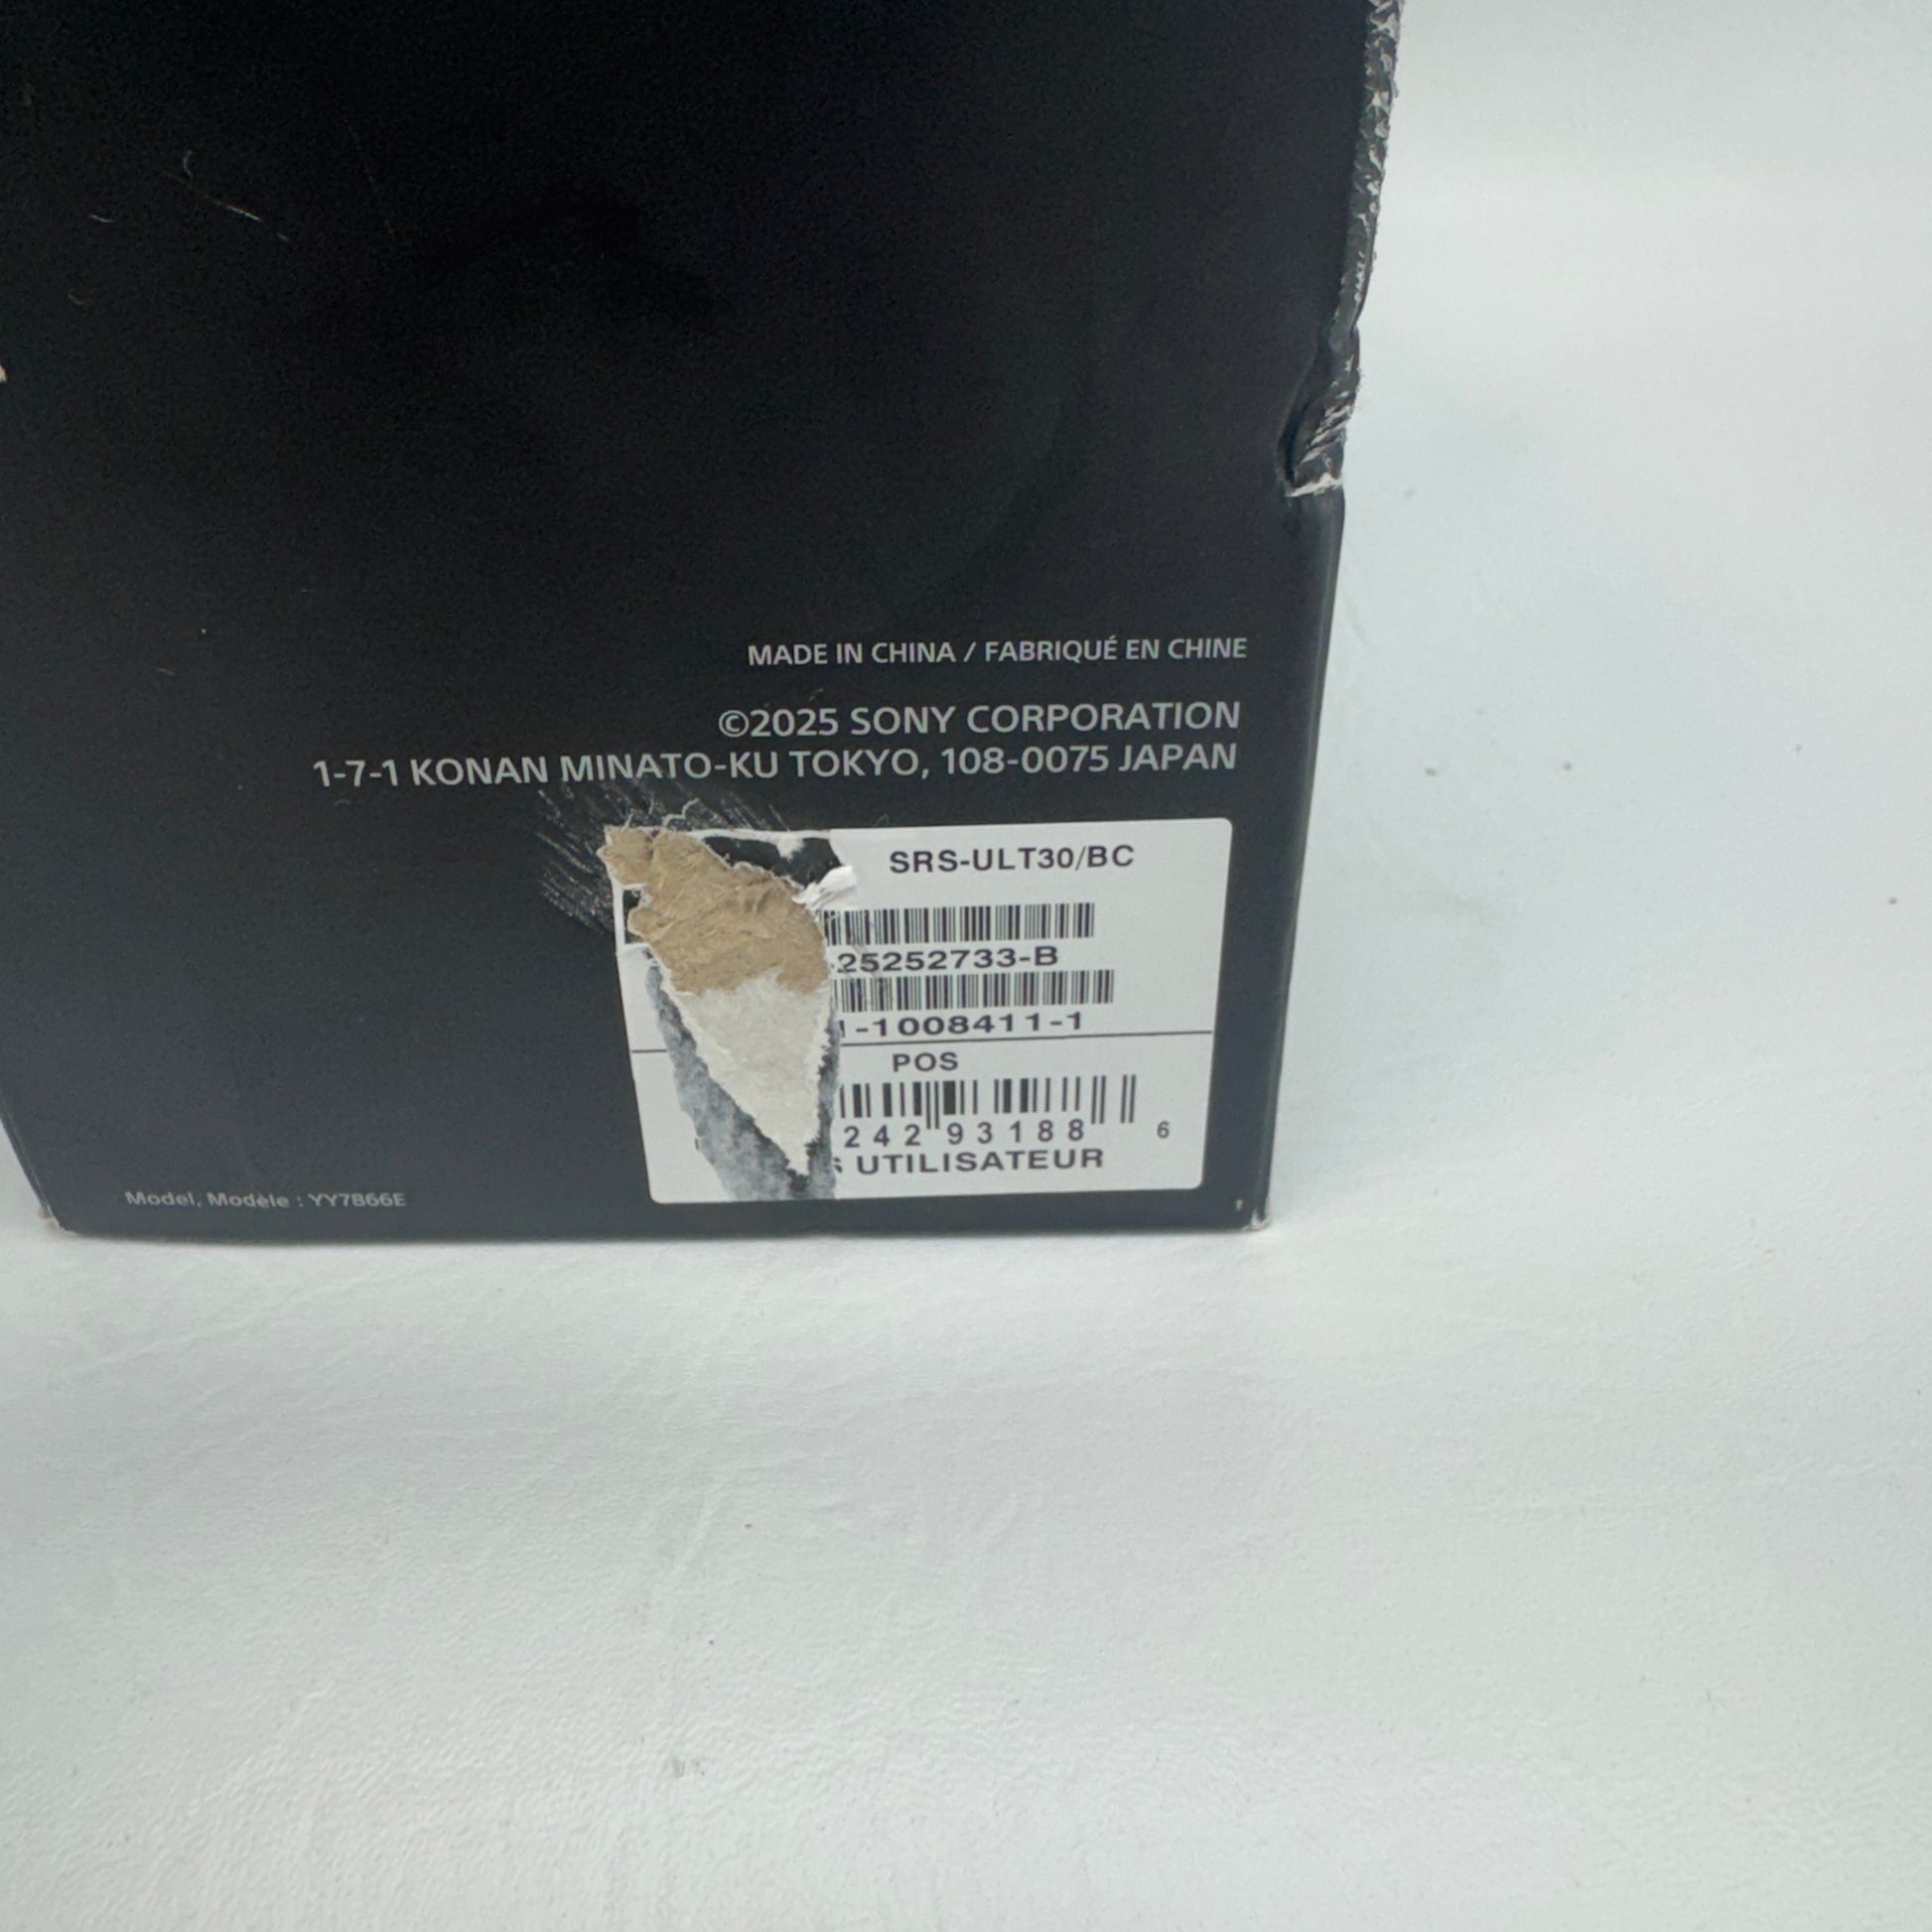 MADE IN CHINA / FABRIQUÉ EN CHINE
©2025 SONY CORPORATION
1-7-1 KONAN MINATO-KU TOKYO, 108-0075 JAPAN
SRS-ULT30/BC
25252733-B
-1008411-1
POS
242 93188 6
UTILISATEUR
Model, Modèle : YY7866E